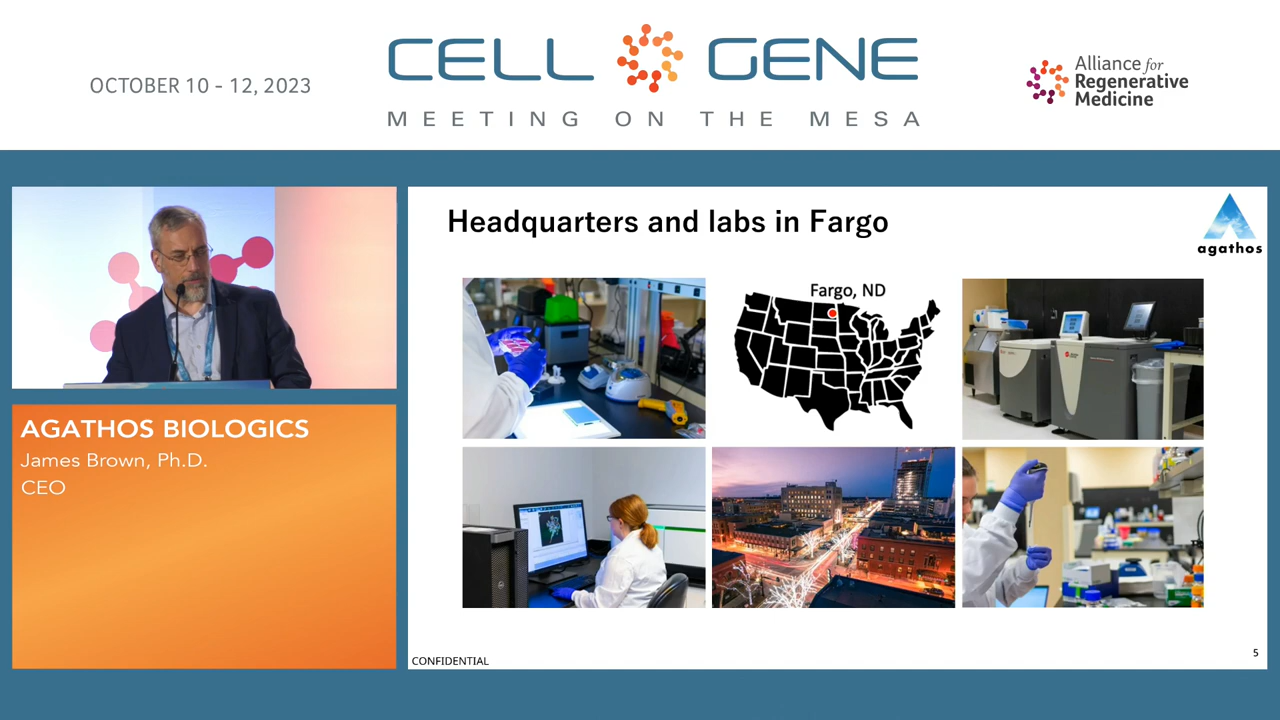 OCTOBER 10 - 12, 2023
CELL GENE
MEETING ON THE MESA
Alliance for
Regenerative
Medicine
AGATHOS BIOLOGICS
James Brown, Ph.D.
CEO
Headquarters and labs in Fargo
agathos
Fargo, ND
CONFIDENTIAL
5